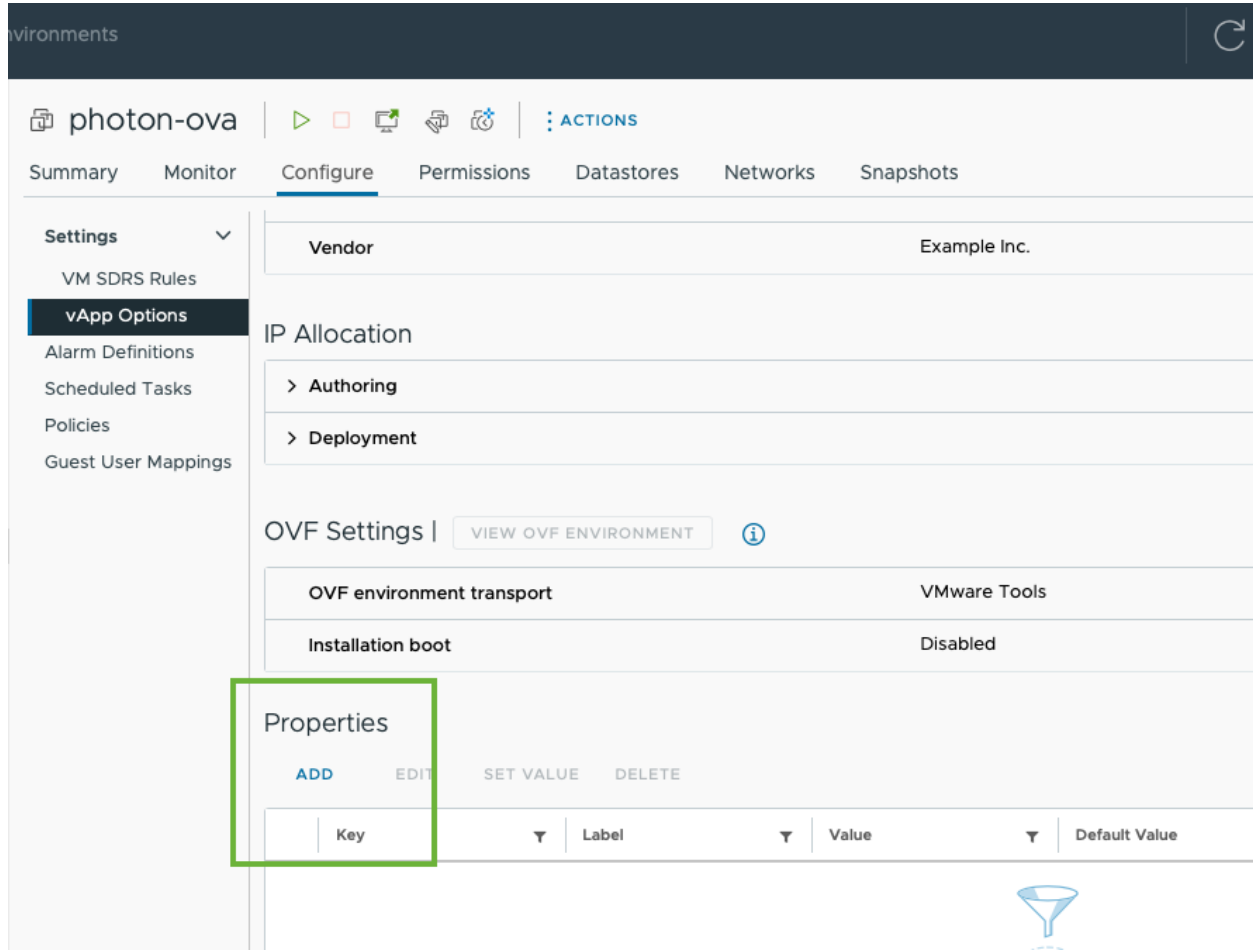 vironments
photon-ova
ACTIONS
Summary Monitor Configure Permissions Datastores Networks Snapshots
Settings
VM SDRS Rules
vApp Options
Alarm Definitions
Scheduled Tasks
Policies
Guest User Mappings
Vendor Example Inc.
IP Allocation
Authoring
Deployment
OVF Settings | VIEW OVF ENVIRONMENT
OVF environment transport VMware Tools
Installation boot Disabled
Properties
ADD EDIT SET VALUE DELETE
Key Label Value Default Value